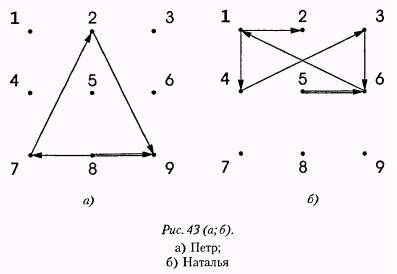 1 2 3
4 5 6
7 8 9
а)
1 2 3
4 5 6
7 8 9
б)
Рис. 43 (а; б).
а) Петр;
б) Наталья